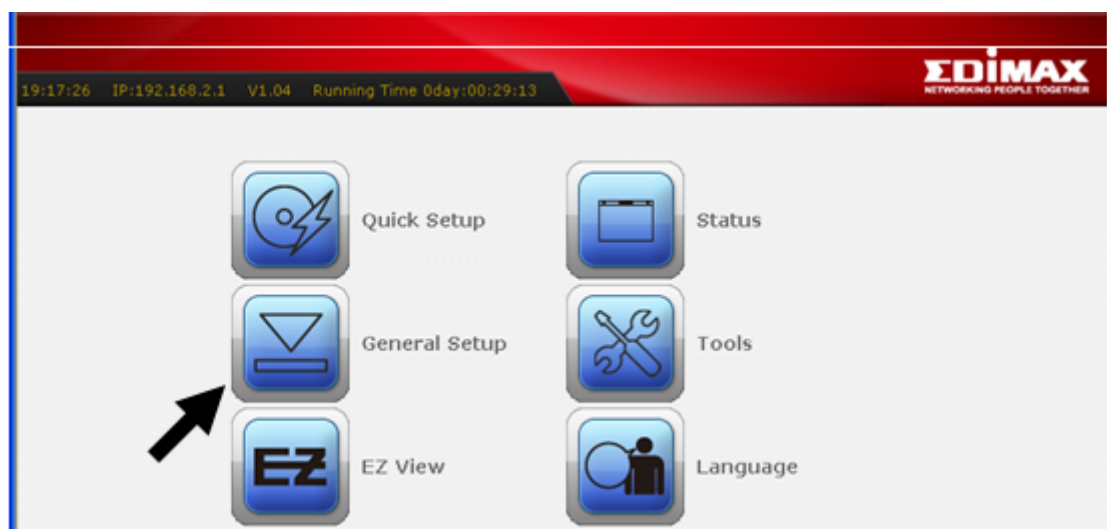 EDIMAX
NETWORKING PEOPLE TOGETHER
19:17:26 IP:192.168.2.1 V1.04 Running Time 0day:00:29:13
Quick Setup Status
General Setup Tools
EZ EZ View Language